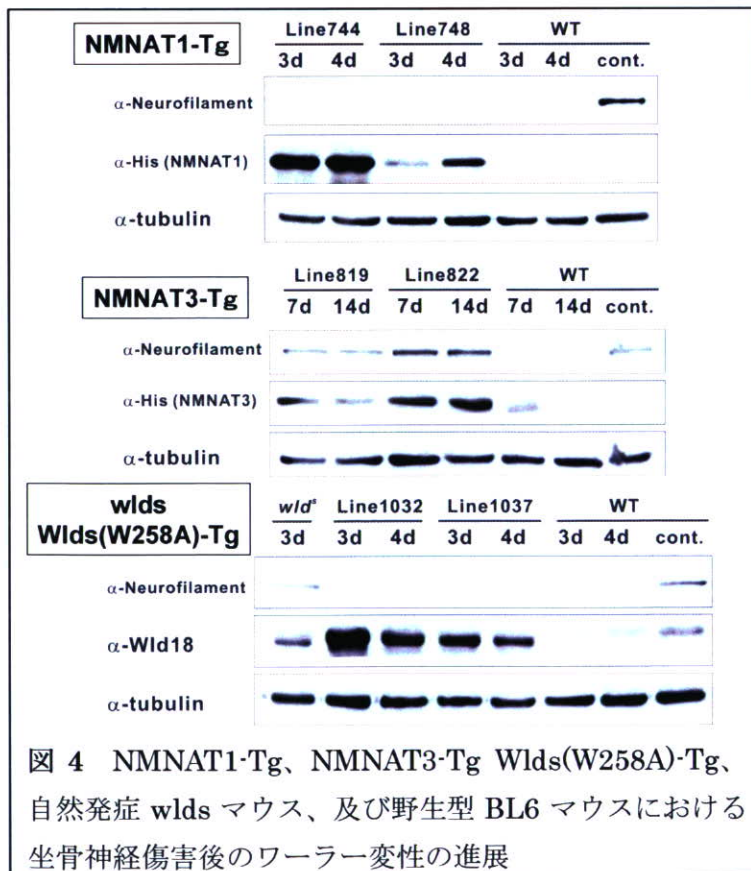 NMNAT1-Tg
Line744 Line748 WT
3d 4d 3d 4d 3d 4d cont.
α-Neurofilament
α-His (NMNAT1)
α-tubulin
NMNAT3-Tg
Line819 Line822 WT
7d 14d 7d 14d 7d 14d cont.
α-Neurofilament
α-His (NMNAT3)
α-tubulin
wlds
Wlds(W258A)-Tg
wldˢ Line1032 Line1037 WT
3d 3d 4d 3d 4d 3d 4d cont.
α-Neurofilament
α-Wld18
α-tubulin
図 4 NMNAT1-Tg、NMNAT3-Tg Wlds(W258A)-Tg、
自然発症 wlds マウス、及び野生型 BL6 マウスにおける
坐骨神経傷害後のワーラー変性の進展